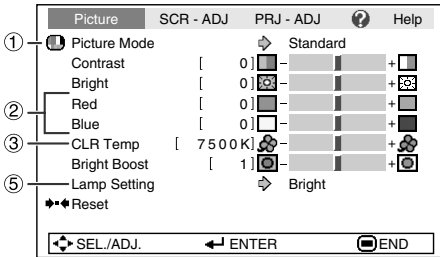 Picture SCR - ADJ PRJ - ADJ ? Help
① Picture Mode Standard
Contrast [ 0] - +
Bright [ 0] - +
② Red [ 0] - +
Blue [ 0] - +
③ CLR Temp [ 7500K] - +
Bright Boost [ 1] - +
⑤ Lamp Setting Bright
Reset
SEL./ADJ. ENTER END